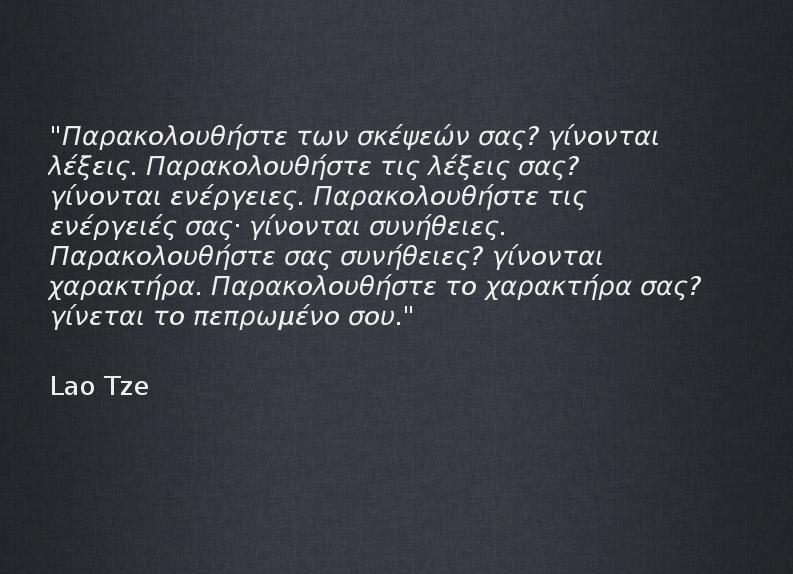 "Παρακολουθήστε των σκέψεών σας? γίνονται
λέξεις. Παρακολουθήστε τις λέξεις σας?
γίνονται ενέργειες. Παρακολουθήστε τις
ενέργειές σας· γίνονται συνήθειες.
Παρακολουθήστε σας συνήθειες? γίνονται
χαρακτήρα. Παρακολουθήστε το χαρακτήρα σας?
γίνεται το πεπρωμένο σου."
Lao Tze